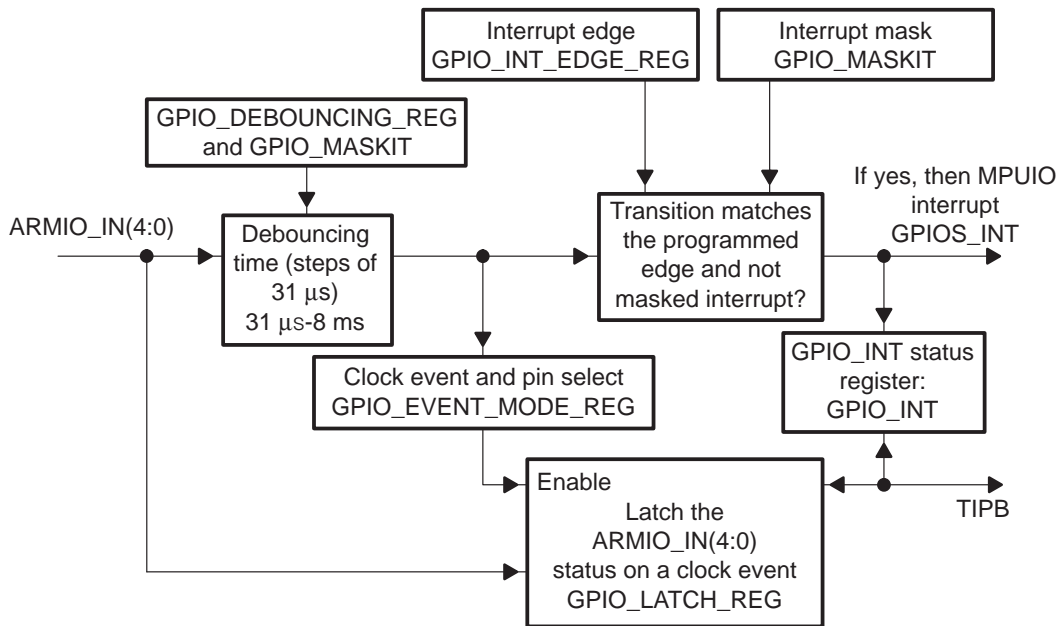 Interrupt edge
GPIO_INT_EDGE_REG
Interrupt mask
GPIO_MASKIT
GPIO_DEBOUNCING_REG
and GPIO_MASKIT
ARMIO_IN(4:0)
Debouncing
time (steps of
31 μs)
31 μs-8 ms
Transition matches
the programmed
edge and not
masked interrupt?
If yes, then MPUIO
interrupt
GPIOS_INT
Clock event and pin select
GPIO_EVENT_MODE_REG
GPIO_INT status
register:
GPIO_INT
Enable
Latch the
ARMIO_IN(4:0)
status on a clock event
GPIO_LATCH_REG
TIPB